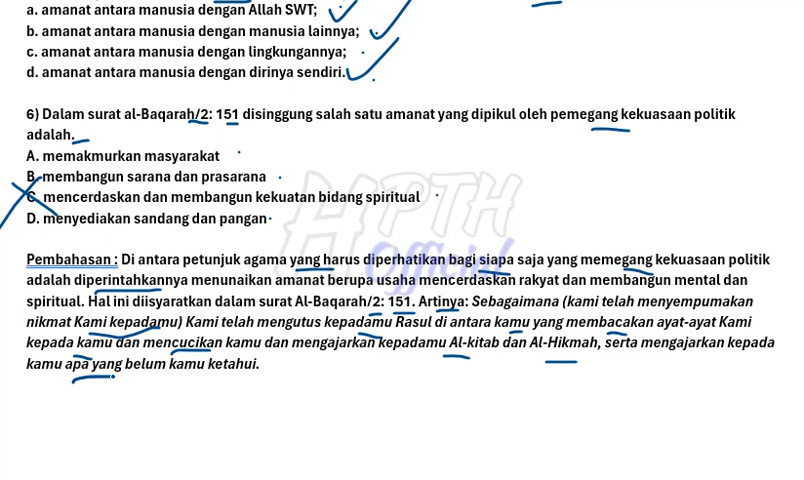 a. amanat antara manusia dengan Allah SWT;
b. amanat antara manusia dengan manusia lainnya;
c. amanat antara manusia dengan lingkungannya;
d. amanat antara manusia dengan dirinya sendiri.
6) Dalam surat al-Baqarah/2: 151 disinggung salah satu amanat yang dipikul oleh pemegang kekuasaan politik
adalah.
A. memakmurkan masyarakat
B. membangun sarana dan prasarana
C. mencerdaskan dan membangun kekuatan bidang spiritual
D. menyediakan sandang dan pangan
HPTH
Official
Pembahasan : Di antara petunjuk agama yang harus diperhatikan bagi siapa saja yang memegang kekuasaan politik
adalah diperintahkannya menunaikan amanat berupa usaha mencerdaskan rakyat dan membangun mental dan
spiritual. Hal ini diisyaratkan dalam surat Al-Baqarah/2: 151. Artinya: Sebagaimana (kami telah menyempumakan
nikmat Kami kepadamu) Kami telah mengutus kepadamu Rasul di antara kamu yang membacakan ayat-ayat Kami
kepada kamu dan mencucikan kamu dan mengajarkan kepadamu Al-kitab dan Al-Hikmah, serta mengajarkan kepada
kamu apa yang belum kamu ketahui.